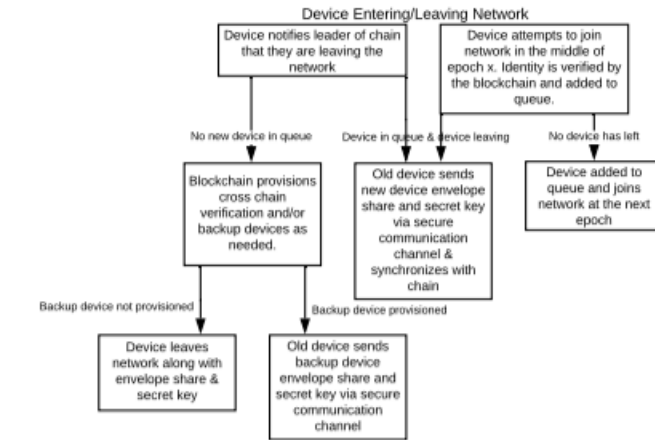 Device Entering/Leaving Network
Device notifies leader of chain
that they are leaving the
network
Device attempts to join
network in the middle of
epoch x. Identity is verified by
the blockchain and added to
queue.
No new device in queue
Device in queue & device leaving
No device has left
Blockchain provisions
cross chain
verification and/or
backup devices as
needed.
Old device sends
new device envelope
share and secret key
via secure
communication
channel &
synchronizes with
chain
Device added to
queue and joins
network at the next
epoch
Backup device not provisioned
Backup device provisioned
Device leaves
network along with
envelope share &
secret key
Old device sends
backup device
envelope share and
secret key via secure
communication
channel